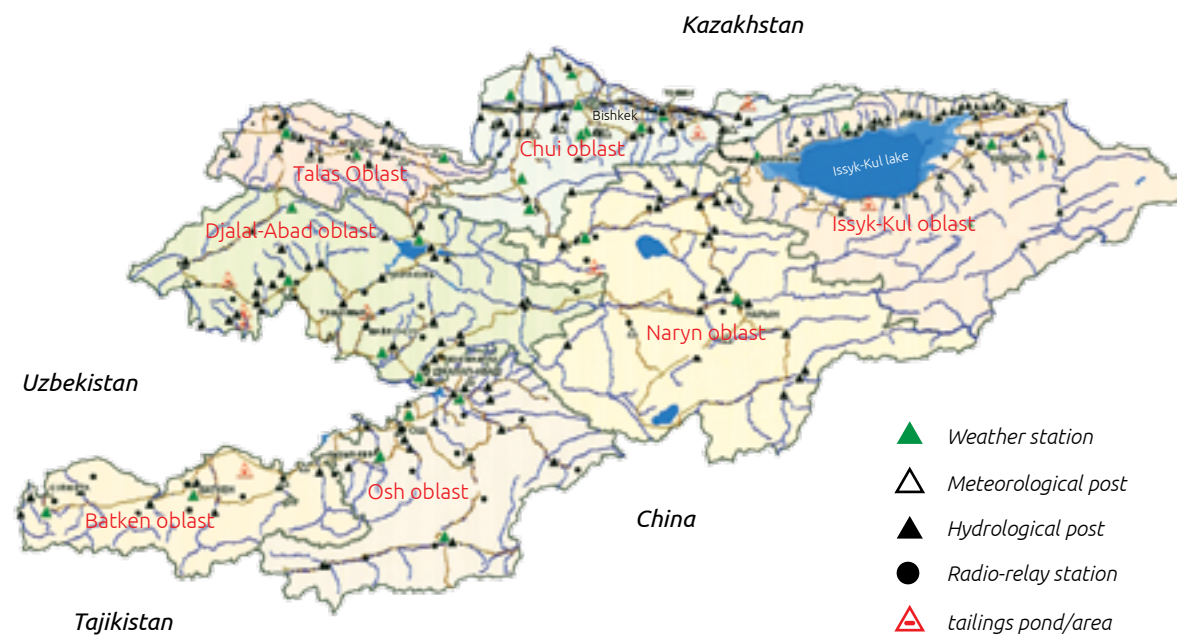 Kazakhstan
Bishkek
Chui oblast
Talas Oblast
Issyk-Kul lake
Issyk-Kul oblast
Djalal-Abad oblast
Naryn oblast
Uzbekistan
Weather station
Meteorological post
Osh oblast
Batken oblast
China
Hydrological post
Radio-relay station
Tajikistan
tailings pond/area